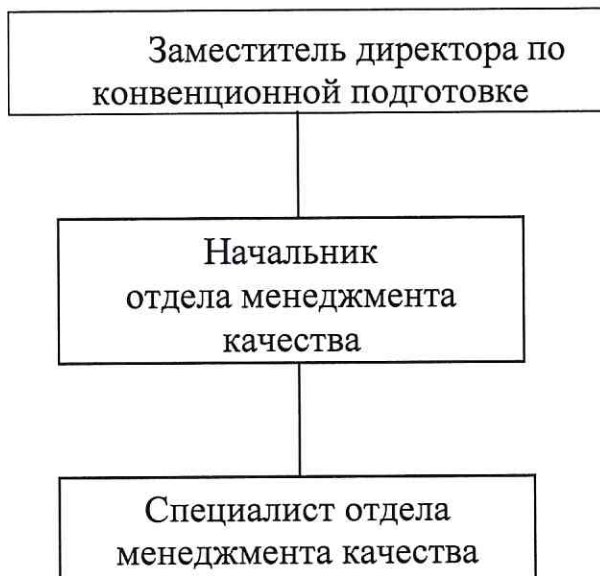 Заместитель директора по
конвенционной подготовке
Начальник
отдела менеджмента
качества
Специалист отдела
менеджмента качества